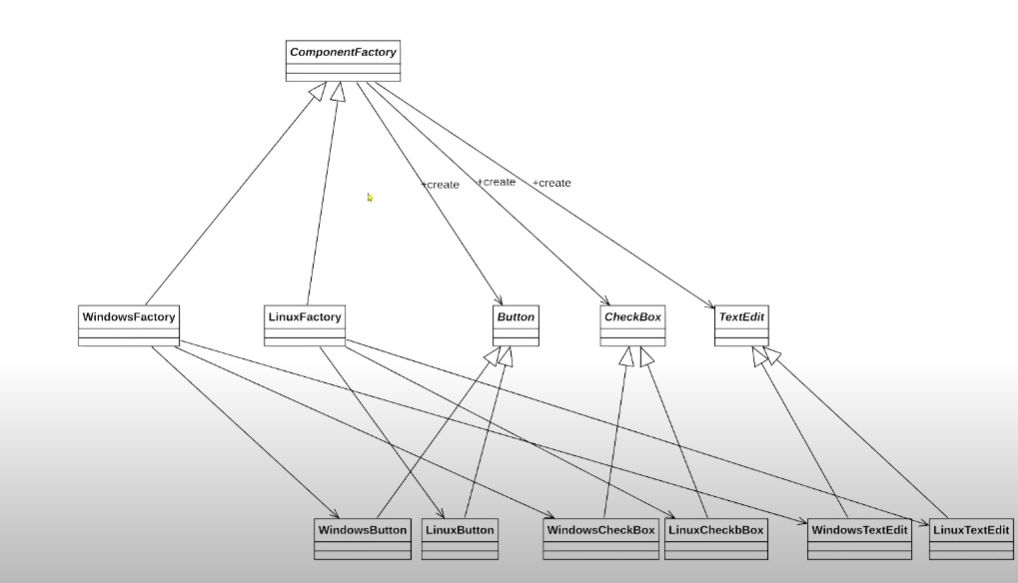 ComponentFactory
+create
+create
+create
WindowsFactory
LinuxFactory
Button
CheckBox
TextEdit
WindowsButton
LinuxButton
WindowsCheckBox
LinuxCheckbBox
WindowsTextEdit
LinuxTextEdit